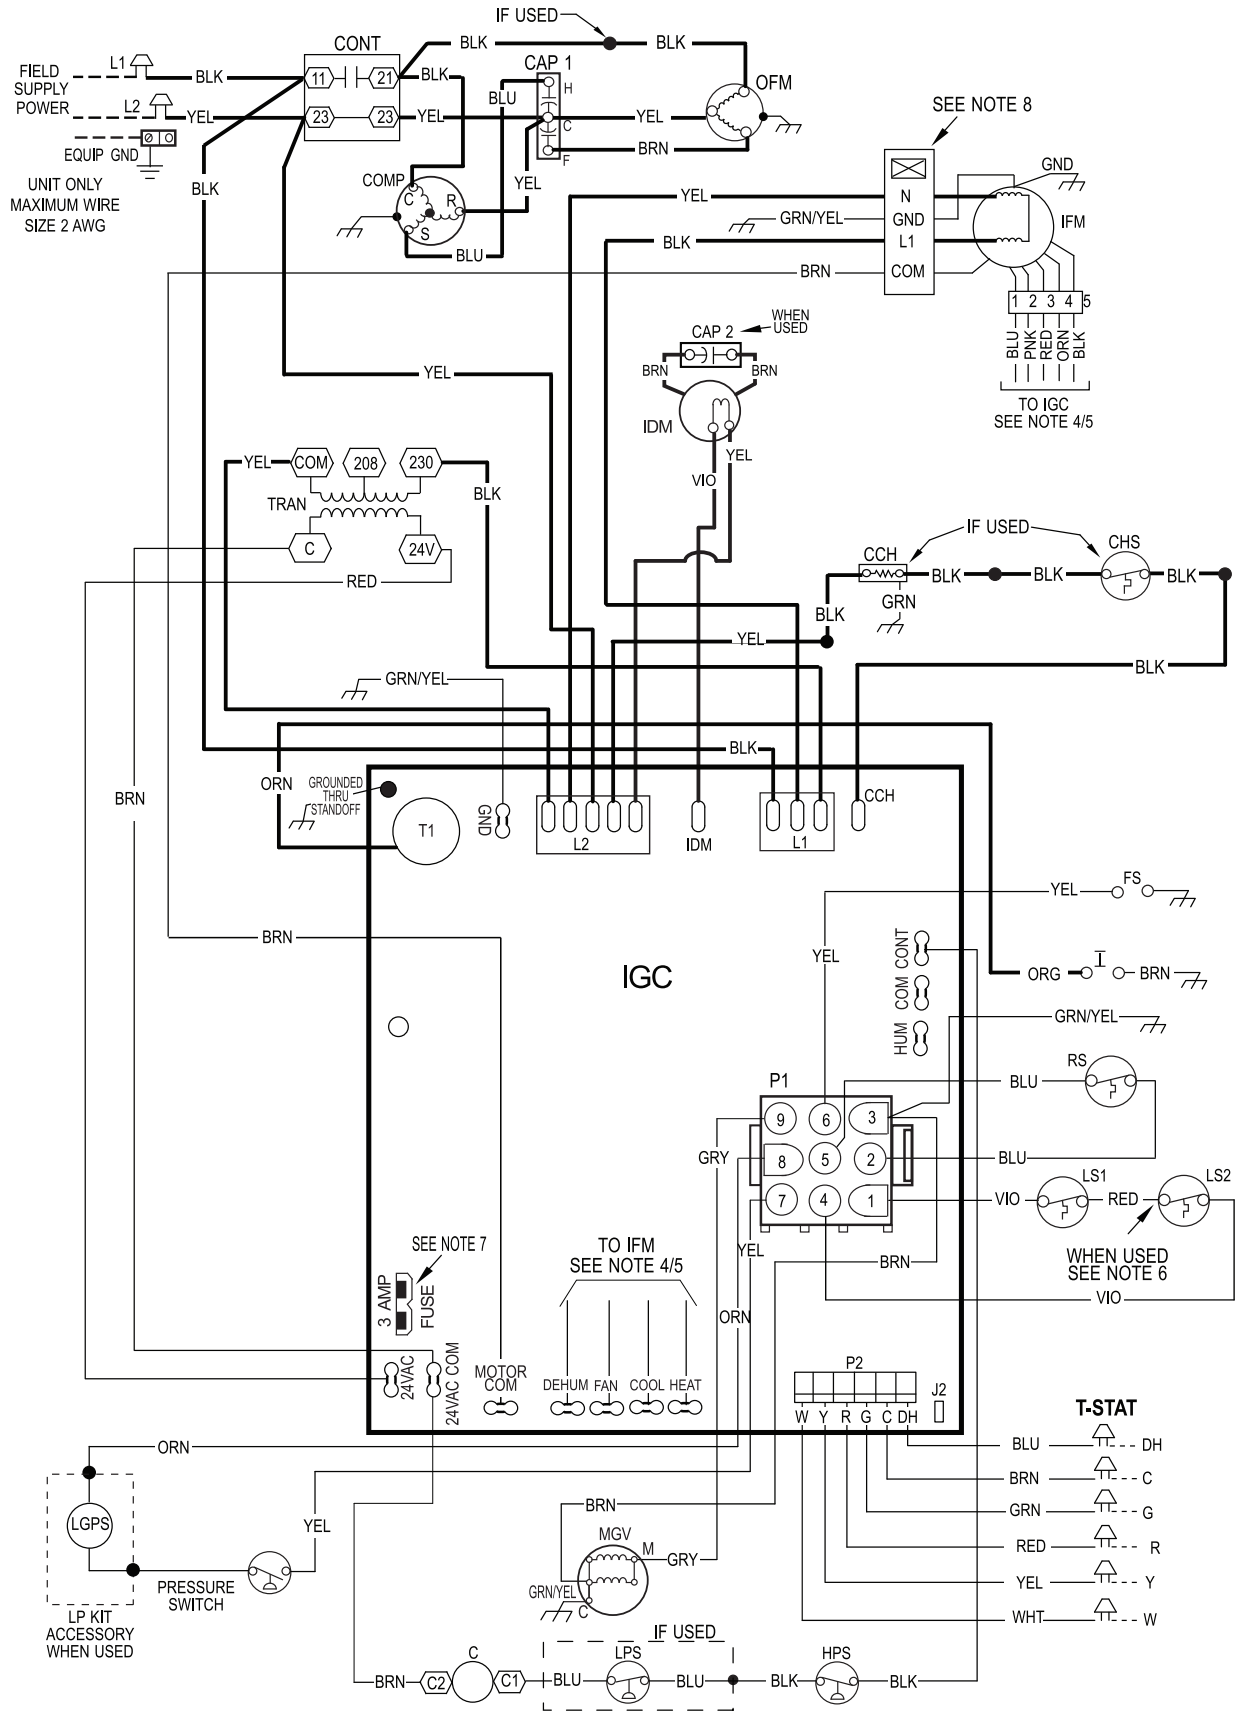 IF USED
CONT
BLK
BLK
CAP 1
FIELD
SUPPLY
POWER
L1
BLK
11
21
BLK
BLU
H
OFM
L2
YEL
23
23
YEL
C
YEL
EQUIP GND
F
BRN
UNIT ONLY
MAXIMUM WIRE
SIZE 2 AWG
BLK
COMP
C
R
S
YEL
BLU
SEE NOTE 8
GND
YEL
N
GRN/YEL
GND
IFM
BLK
L1
BRN
COM
1 2 3 4 5
BLU
PNK
RED
ORN
BLK
TO IGC
SEE NOTE 4/5
WHEN
USED
CAP 2
BRN
BRN
YEL
IDM
YEL
VIO
YEL
COM
208
230
BLK
TRAN
C
24V
RED
IF USED
CCH
CHS
BLK
BLK
BLK
GRN
BLK
YEL
BLK
GRN/YEL
BLK
BRN
ORN
GROUNDED
THRU
STANDOFF
T1
GND
L2
IDM
L1
CCH
YEL
FS
BRN
YEL
IGC
CONT
COM
HUM
ORG
I
BRN
GRN/YEL
P1
RS
BLU
9
6
3
GRY
8
5
2
BLU
7
4
1
VIO
LS1
RED
LS2
YEL
BRN
WHEN USED
SEE NOTE 6
VIO
SEE NOTE 7
TO IFM
SEE NOTE 4/5
3 AMP
FUSE
ORN
24VAC
24VAC COM
MOTOR
COM
DEHUM
FAN
COOL
HEAT
P2
J2
W Y R G C DH
T-STAT
ORN
BLU
DH
BRN
C
GRN
G
RED
R
YEL
Y
WHT
W
LGPS
YEL
PRESSURE
SWITCH
LP KIT
ACCESSORY
WHEN USED
BRN
MGV
M
GRY
GRN/YEL
C
IF USED
BRN
C2
C
C1
BLU
LPS
BLU
BLK
HPS
BLK